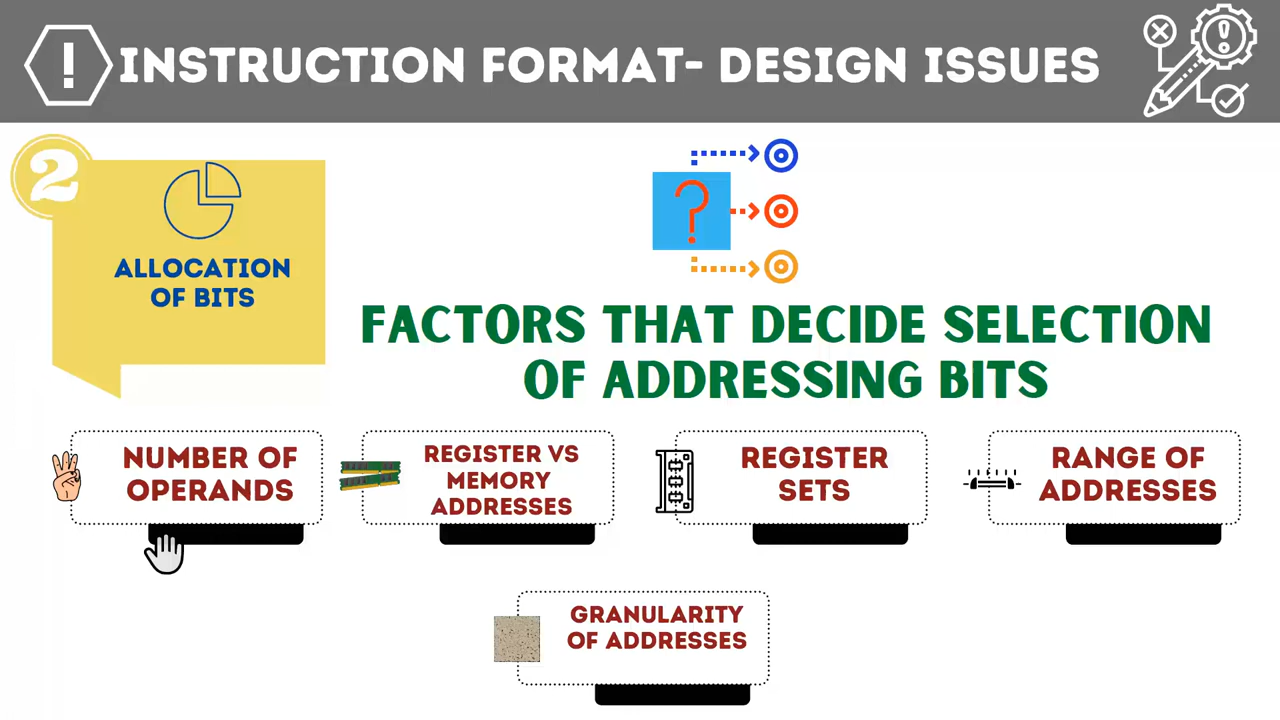 INSTRUCTION FORMAT- DESIGN ISSUES
2
ALLOCATION
OF BITS
?
FACTORS THAT DECIDE SELECTION
OF ADDRESSING BITS
NUMBER OF
OPERANDS
REGISTER VS
MEMORY
ADDRESSES
REGISTER
SETS
RANGE OF
ADDRESSES
GRANULARITY
OF ADDRESSES